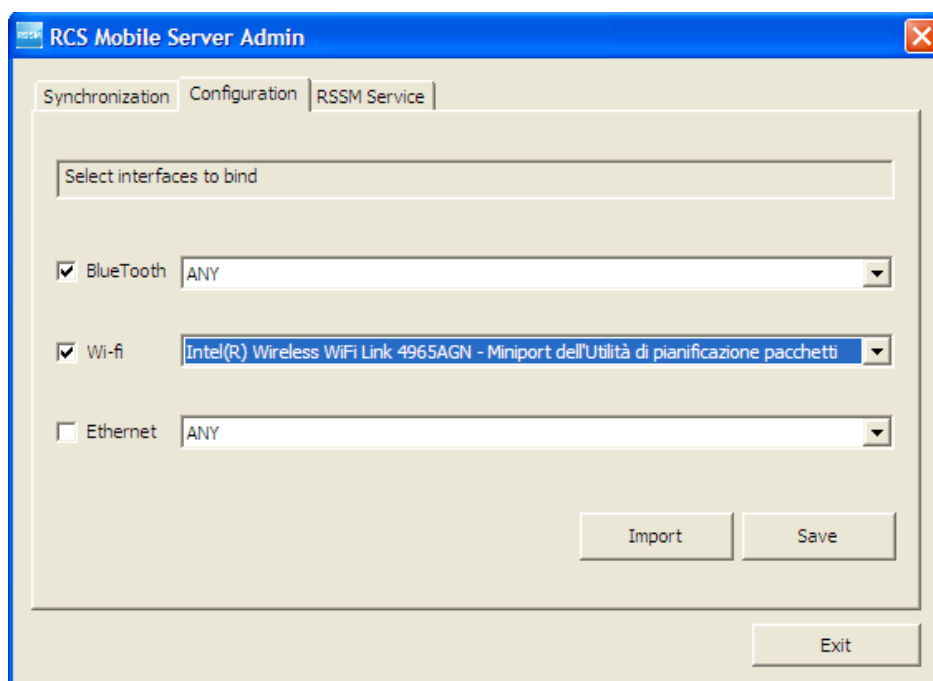 RSSM RCS Mobile Server Admin
Synchronization Configuration RSSM Service
Select interfaces to bind
BlueTooth ANY
Wi-fi Intel(R) Wireless WiFi Link 4965AGN - Miniport dell'Utilità di pianificazione pacchetti
Ethernet ANY
Import Save
Exit